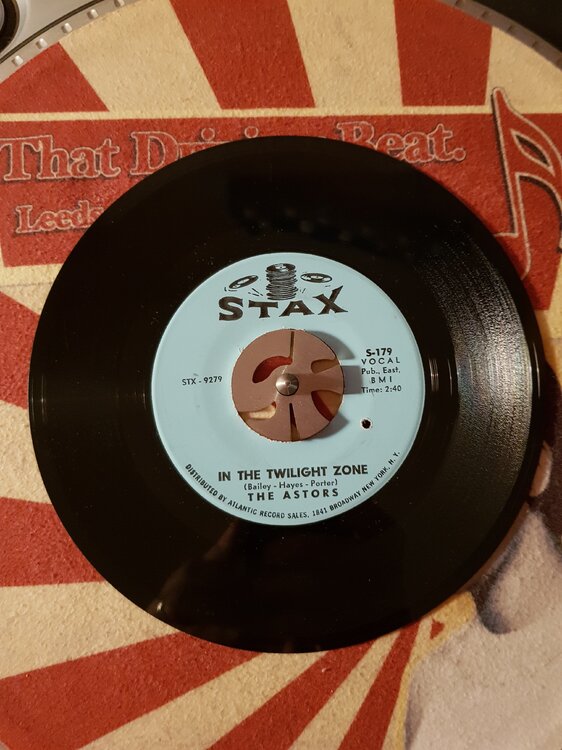 That Beat.
Leeds
STAX
S-179
VOCAL
Pub., East,
BMI
Time: 2:40
STX - 9279
IN THE TWILIGHT ZONE
(Bailey - Hayes - Porter)
THE ASTORS
DISTRIBUTED BY ATLANTIC RECORD SALES, 1841 BROADWAY NEW YORK, N. Y.